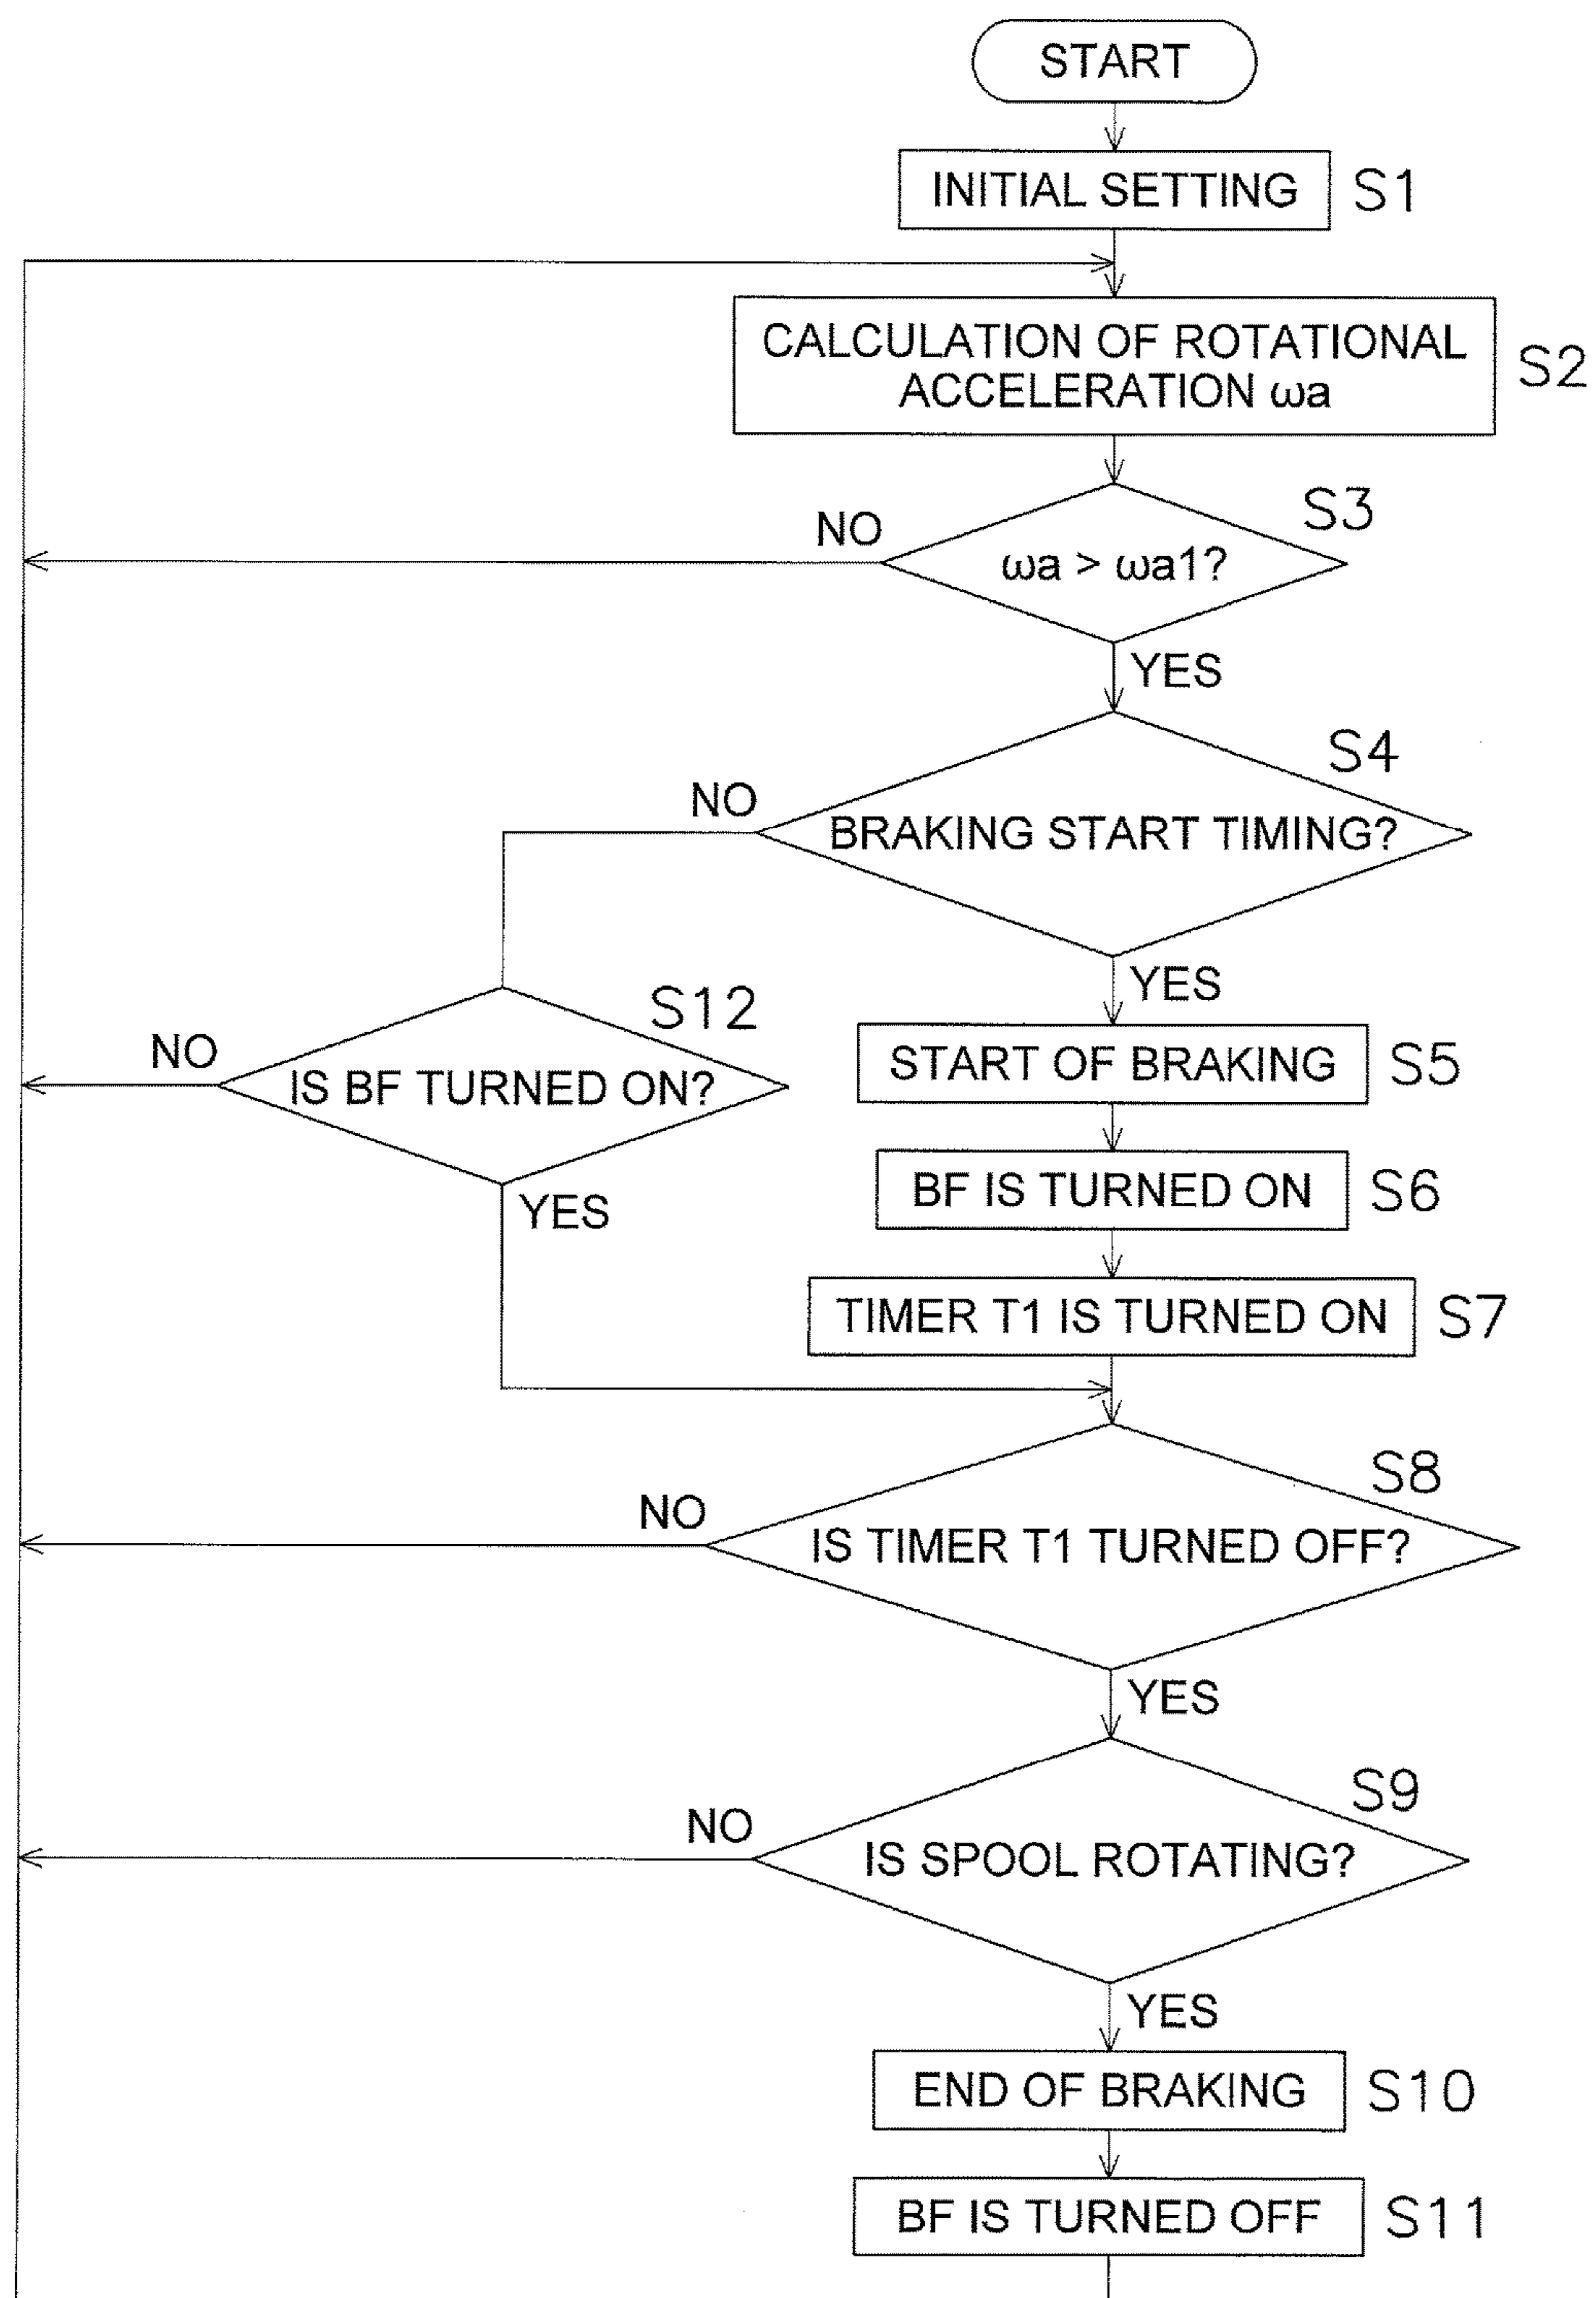 START
INITIAL SETTING
S1
CALCULATION OF ROTATIONAL
ACCELERATION ωa
S2
S3
NO
ωa > ωa1?
YES
S4
NO
BRAKING START TIMING?
YES
S12
NO
IS BF TURNED ON?
YES
START OF BRAKING
S5
BF IS TURNED ON
S6
TIMER T1 IS TURNED ON
S7
S8
NO
IS TIMER T1 TURNED OFF?
YES
S9
NO
IS SPOOL ROTATING?
YES
END OF BRAKING
S10
BF IS TURNED OFF
S11